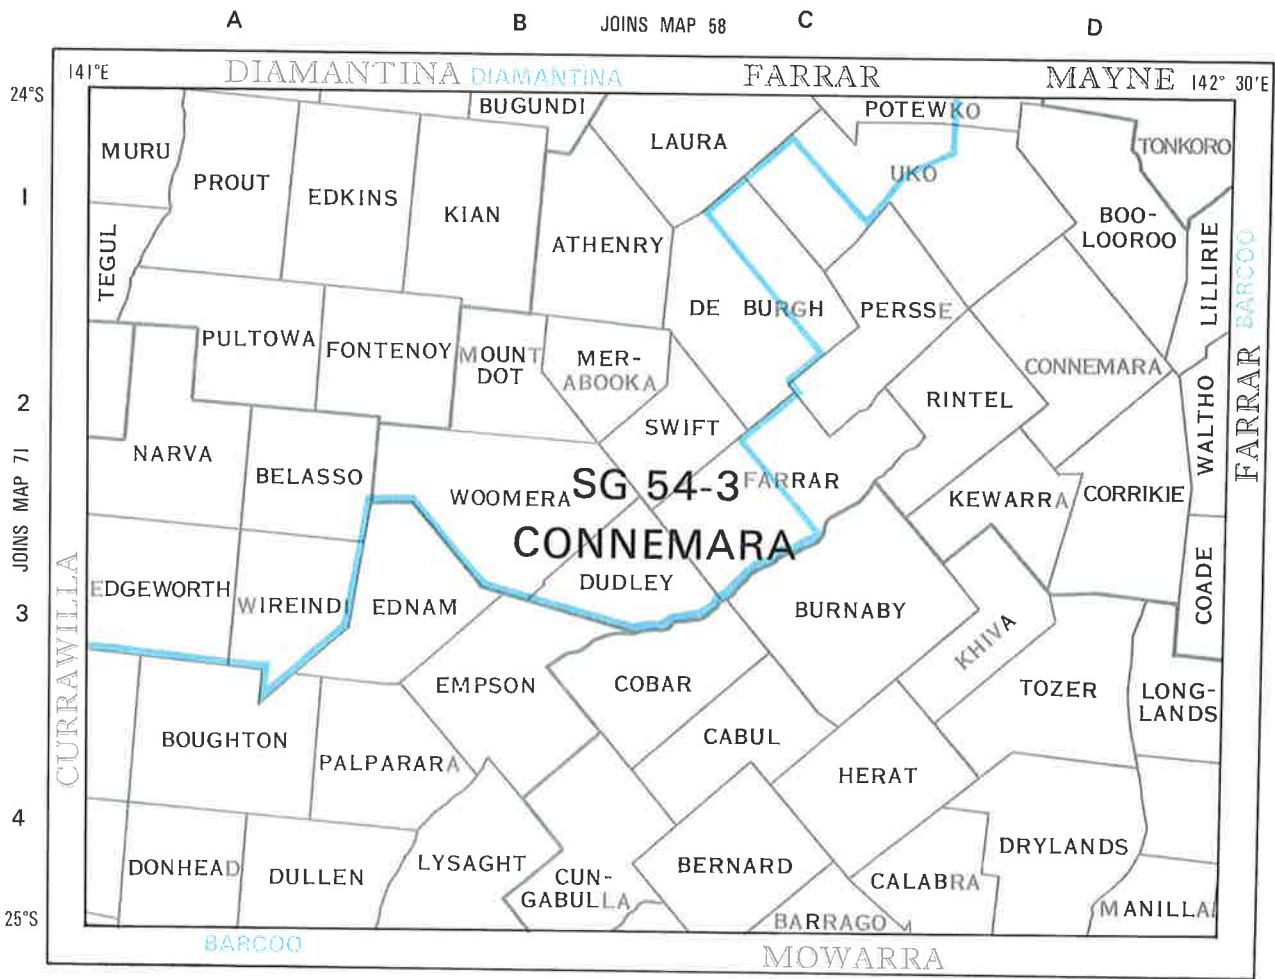 A B JOINS MAP 58 C D
141°E DIAMANTINA DIAMANTINA FARRAR MAYNE 142° 30'E
24°S
BUGUNDI POTEWKO
MURU LAURA TONKORO
PROUT EDKINS UKO
1
KIAN BOO-
LOOROO
ATHENRY
TEGUL LILLIRIE BARCOO
DE BURGH PERSSE
PULTOWA FONTENOY MOUNT
DOT
MER-
ABOOKA
CONNEMARA
2
RINTEL
SWIFT WALTHO FARRAR
NARVA
BELASSO
WOOMERA SG 54-3 FARRAR
KEWARRA CORRIKIE
JOINS MAP 71
CONNEMARA
DUDLEY
EDGEWORTH WIREINDI EDNAM BURNABY COADE
3
KHIVA
CURRAWILLA
EMPSON COBAR TOZER LONG-
LANDS
BOUGHTON CABUL
PALPARARA HERAT
4
DRYLANDS
DONHEAD DULLEN LYSAGHT BERNARD
CUN-
GABULLA
CALABRA
MANILLA
BARRAGO
25°S
BARCOO MOWARRA